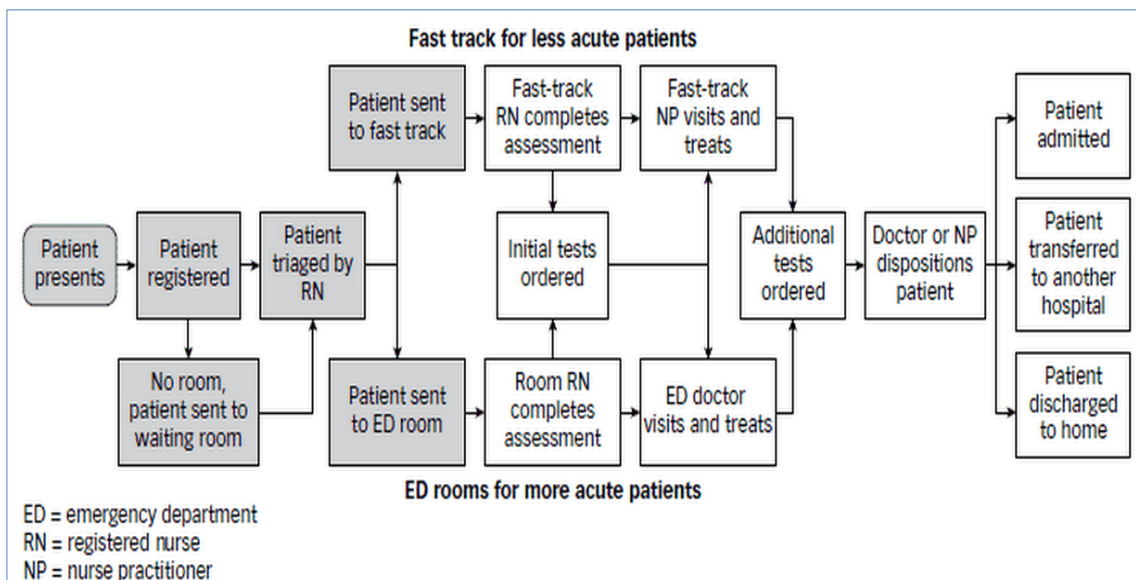 Fast track for less acute patients
Patient sent
to fast track
Fast-track
RN completes
assessment
Fast-track
NP visits and
treats
Patient
admitted
Patient
presents
Patient
registered
Patient
triaged by
RN
Initial tests
ordered
Additional
tests
ordered
Doctor or NP
dispositions
patient
Patient
transferred
to another
hospital
No room,
patient sent to
waiting room
Patient sent
to ED room
Room RN
completes
assessment
ED doctor
visits and treats
Patient
discharged
to home
ED rooms for more acute patients
ED = emergency department
RN = registered nurse
NP = nurse practitioner